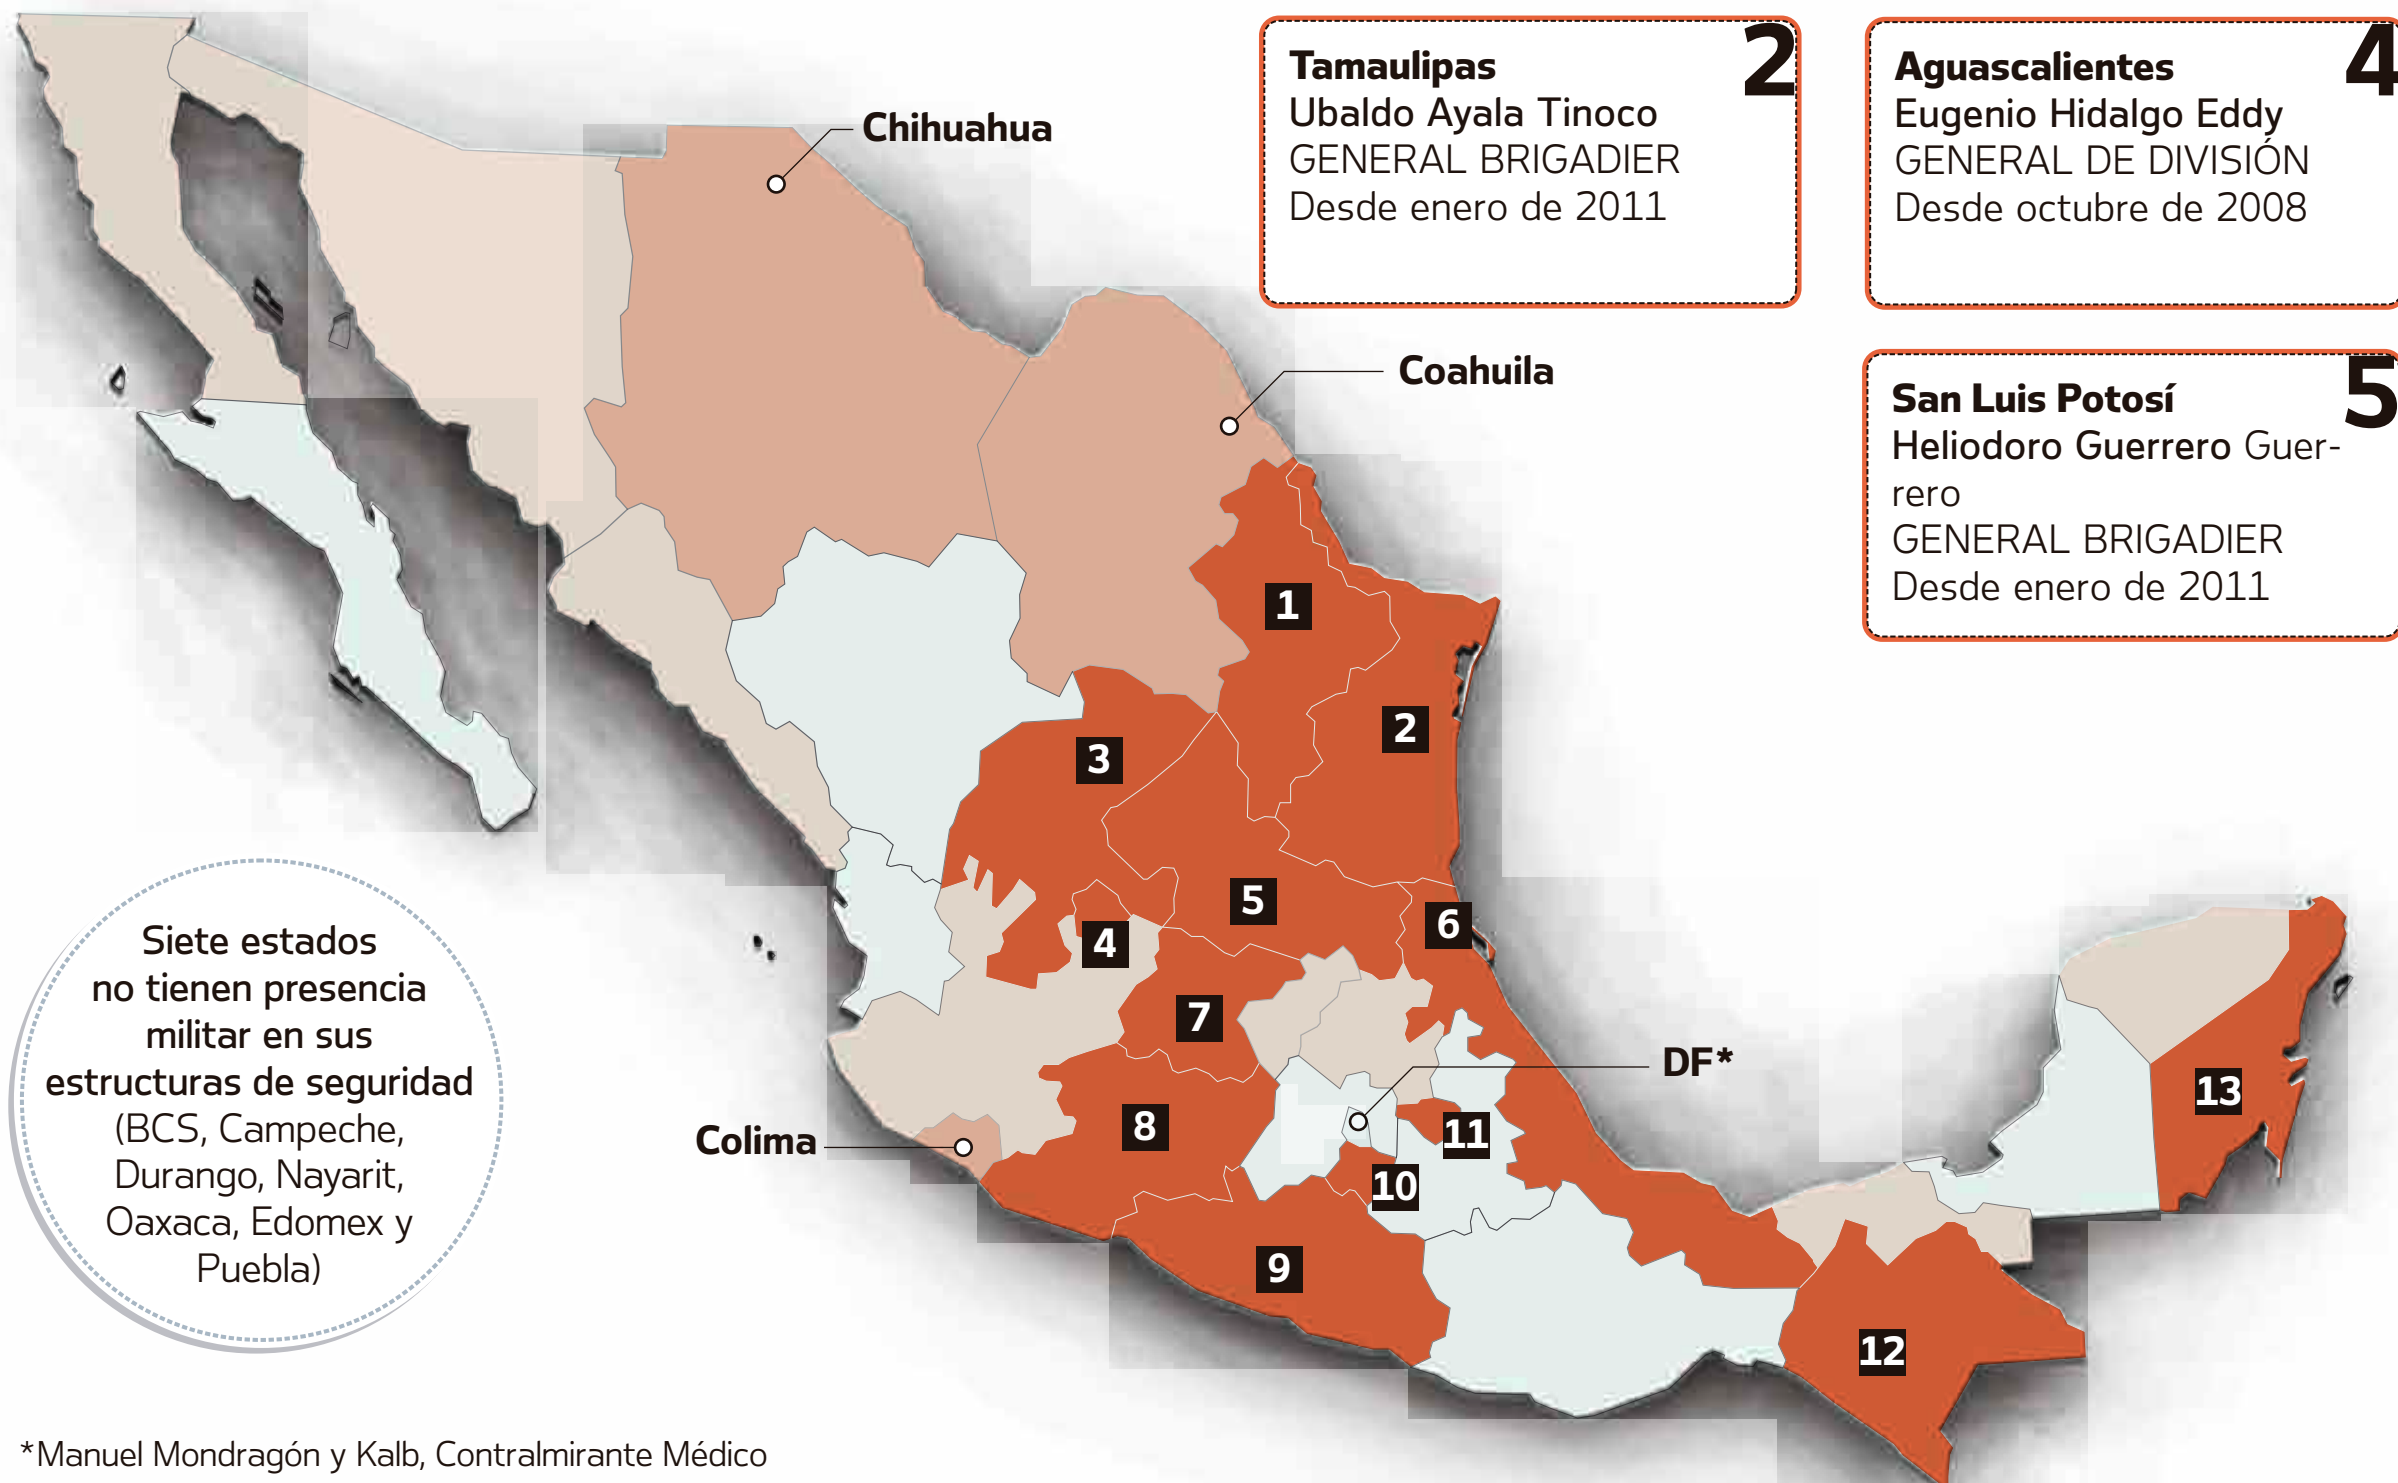 Tamaulipas
2
Ubaldo Ayala Tinoco
GENERAL BRIGADIER
Desde enero de 2011
Aguascalientes
4
Eugenio Hidalgo Eddy
GENERAL DE DIVISIÓN
Desde octubre de 2008
San Luis Potosí
5
Heliodoro Guerrero Guer-
rero
GENERAL BRIGADIER
Desde enero de 2011
Chihuahua
Coahuila
1
2
3
5
6
4
7
DF*
13
8
11
Colima
10
9
12
Siete estados
no tienen presencia
militar en sus
estructuras de seguridad
(BCS, Campeche,
Durango, Nayarit,
Oaxaca, Edomex y
Puebla)
*Manuel Mondragón y Kalb, Contralmirante Médico